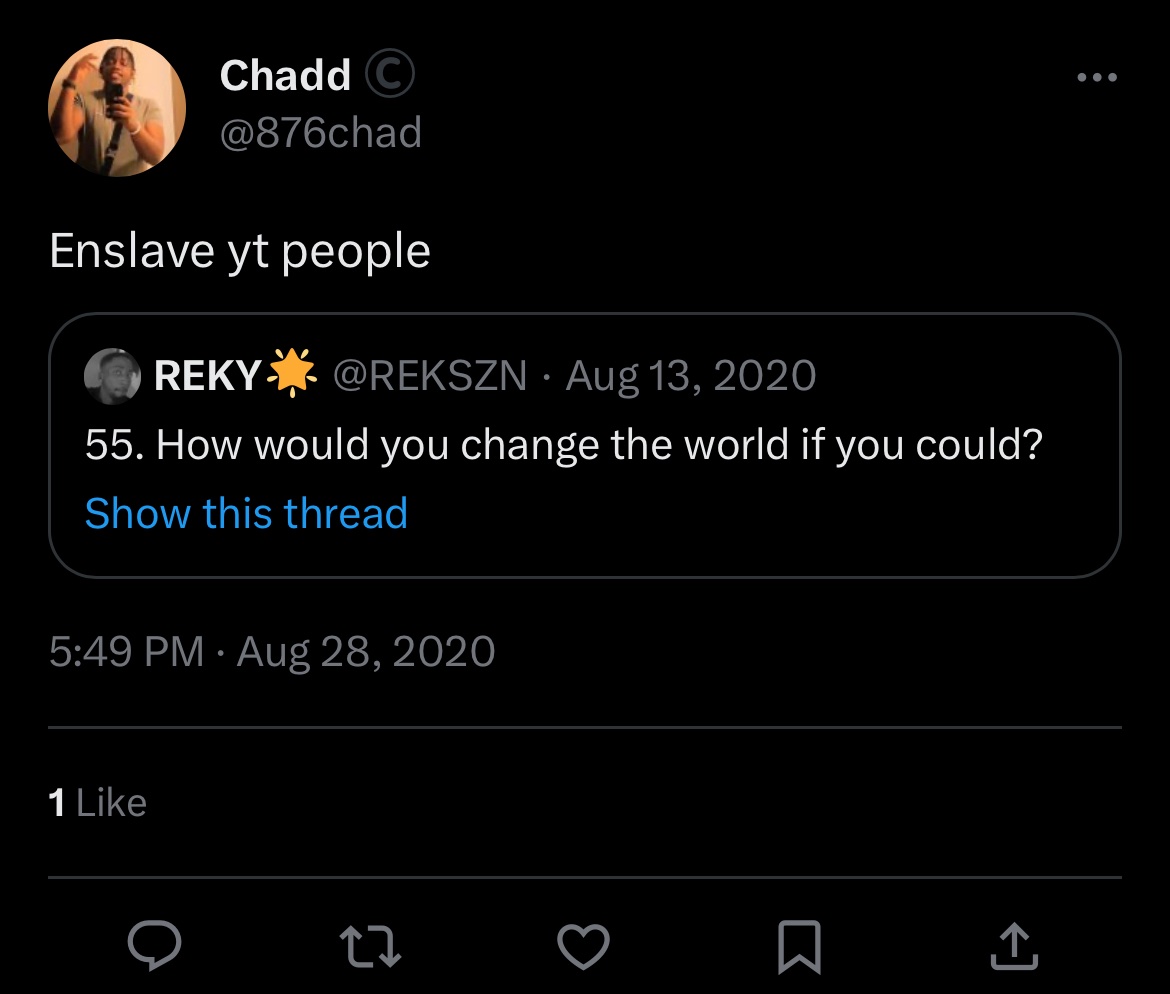 Chadd ©
@876chad
Enslave yt people
REKY🌟 @REKSZN · Aug 13, 2020
55. How would you change the world if you could?
Show this thread
5:49 PM · Aug 28, 2020
1 Like